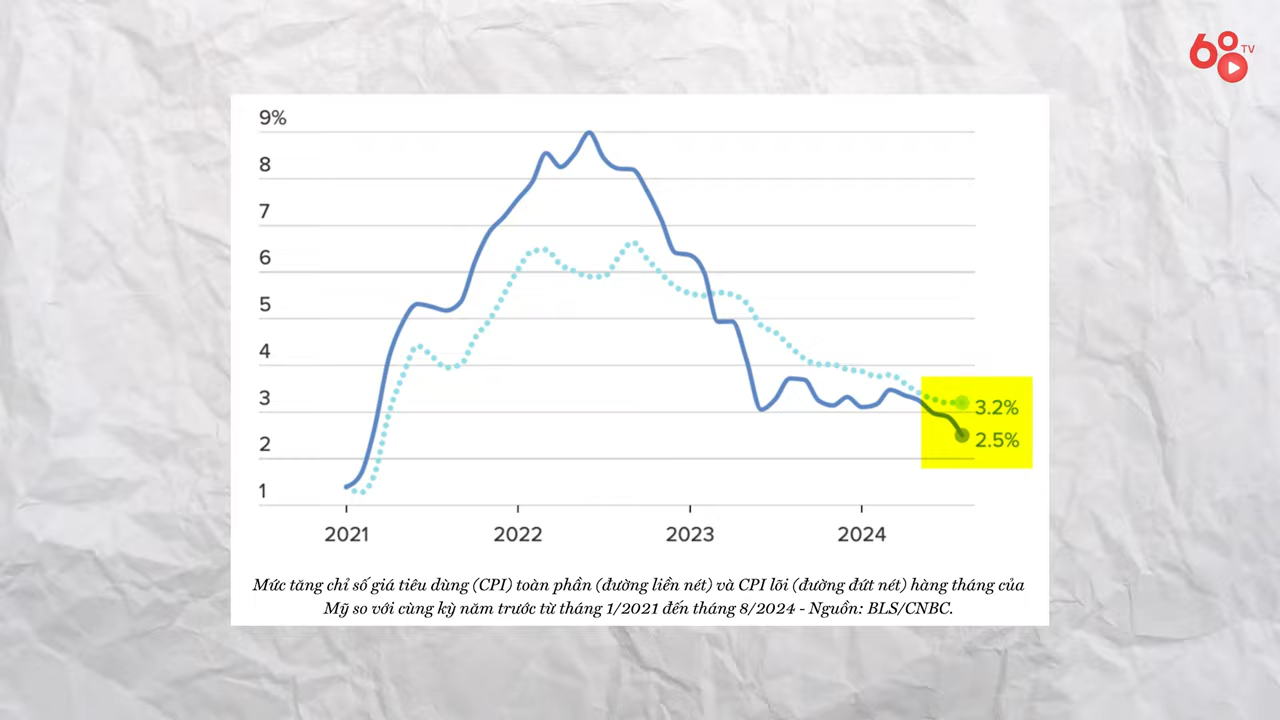 60 TV
9%
8
7
6
5
4
3
2
1
3.2%
2.5%
2021 2022 2023 2024
Mức tăng chỉ số giá tiêu dùng (CPI) toàn phần (đường liền nét) và CPI lõi (đường đứt nét) hàng tháng của
Mỹ so với cùng kỳ năm trước từ tháng 1/2021 đến tháng 8/2024 - Nguồn: BLS/CNBC.